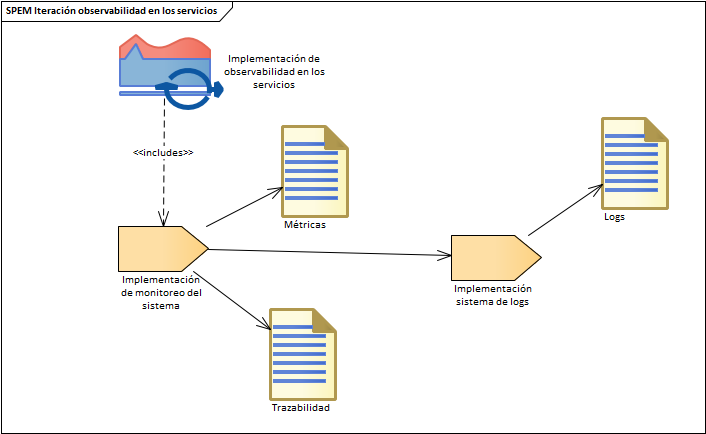 SPEM Iteración observabilidad en los servicios
Implementación de
observabilidad en los
servicios
<<includes>>
Métricas
Logs
Implementación
de monitoreo del
sistema
Implementación
sistema de logs
Trazabilidad